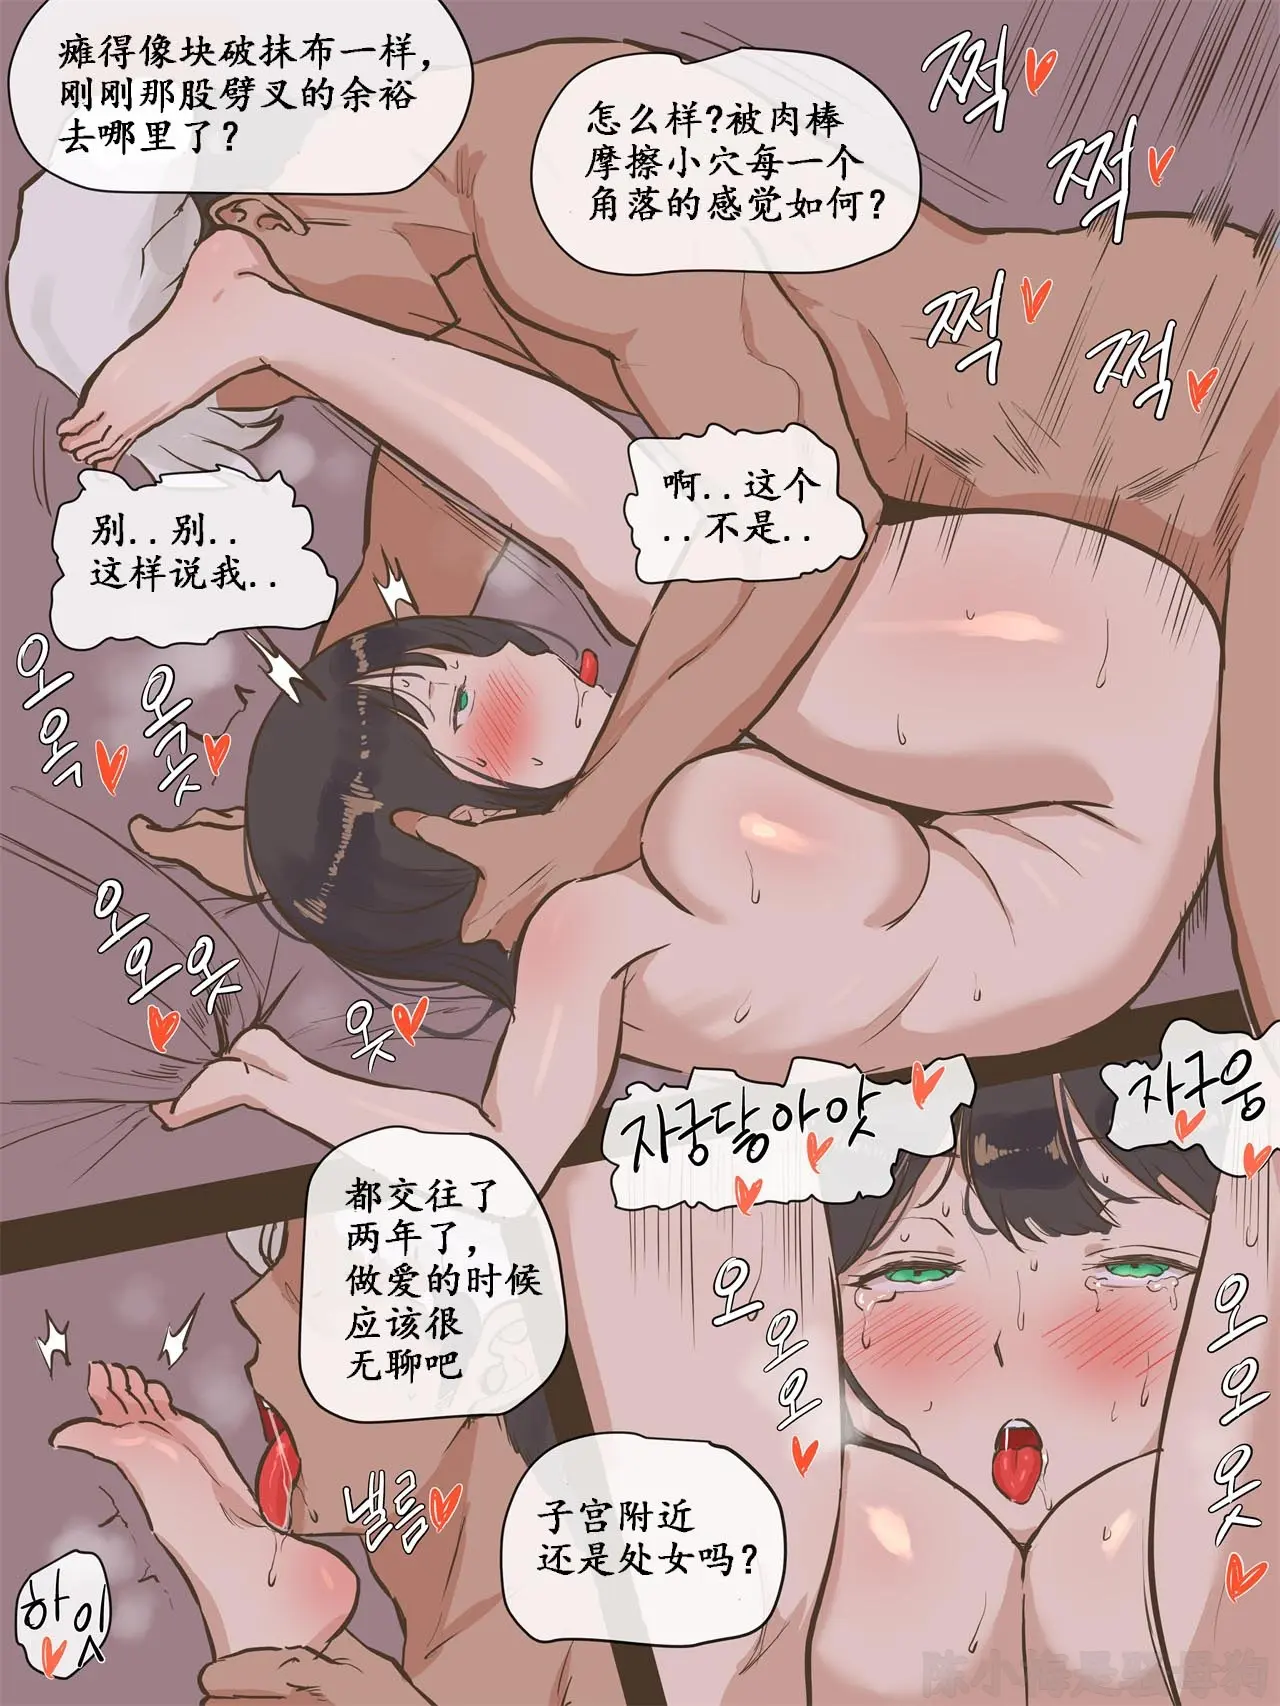 瘫得像块破抹布一样，
刚刚那股劈叉的余裕
去哪里了？
怎么样?被肉棒
摩擦小穴每一个
角落的感觉如何？
쩍
쩍
쩍
쩍
啊..这个
..不是..
别..别..
这样说我..
오
옥
오
옥
오
오
옷
옷
자궁닿아앗
자구웅
都交往了
两年了，
做爱的时候
应该很
无聊吧
오
오
오
오
오
옷
낼름
子宫附近
还是处女吗？
하잇